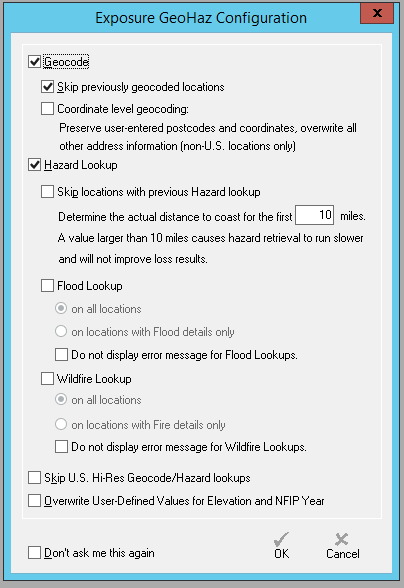 Exposure GeoHaz Configuration
x
Geocode
Skip previously geocoded locations
Coordinate level geocoding:
Preserve user-entered postcodes and coordinates, overwrite all
other address information (non-U.S. locations only)
Hazard Lookup
Skip locations with previous Hazard lookup
Determine the actual distance to coast for the first 10 miles.
A value larger than 10 miles causes hazard retrieval to run slower
and will not improve loss results.
Flood Lookup
on all locations
on locations with Flood details only
Do not display error message for Flood Lookups.
Wildfire Lookup
on all locations
on locations with Fire details only
Do not display error message for Wildfire Lookups.
Skip U.S. Hi-Res Geocode/Hazard lookups
Overwrite User-Defined Values for Elevation and NFIP Year
Don't ask me this again
OK
Cancel